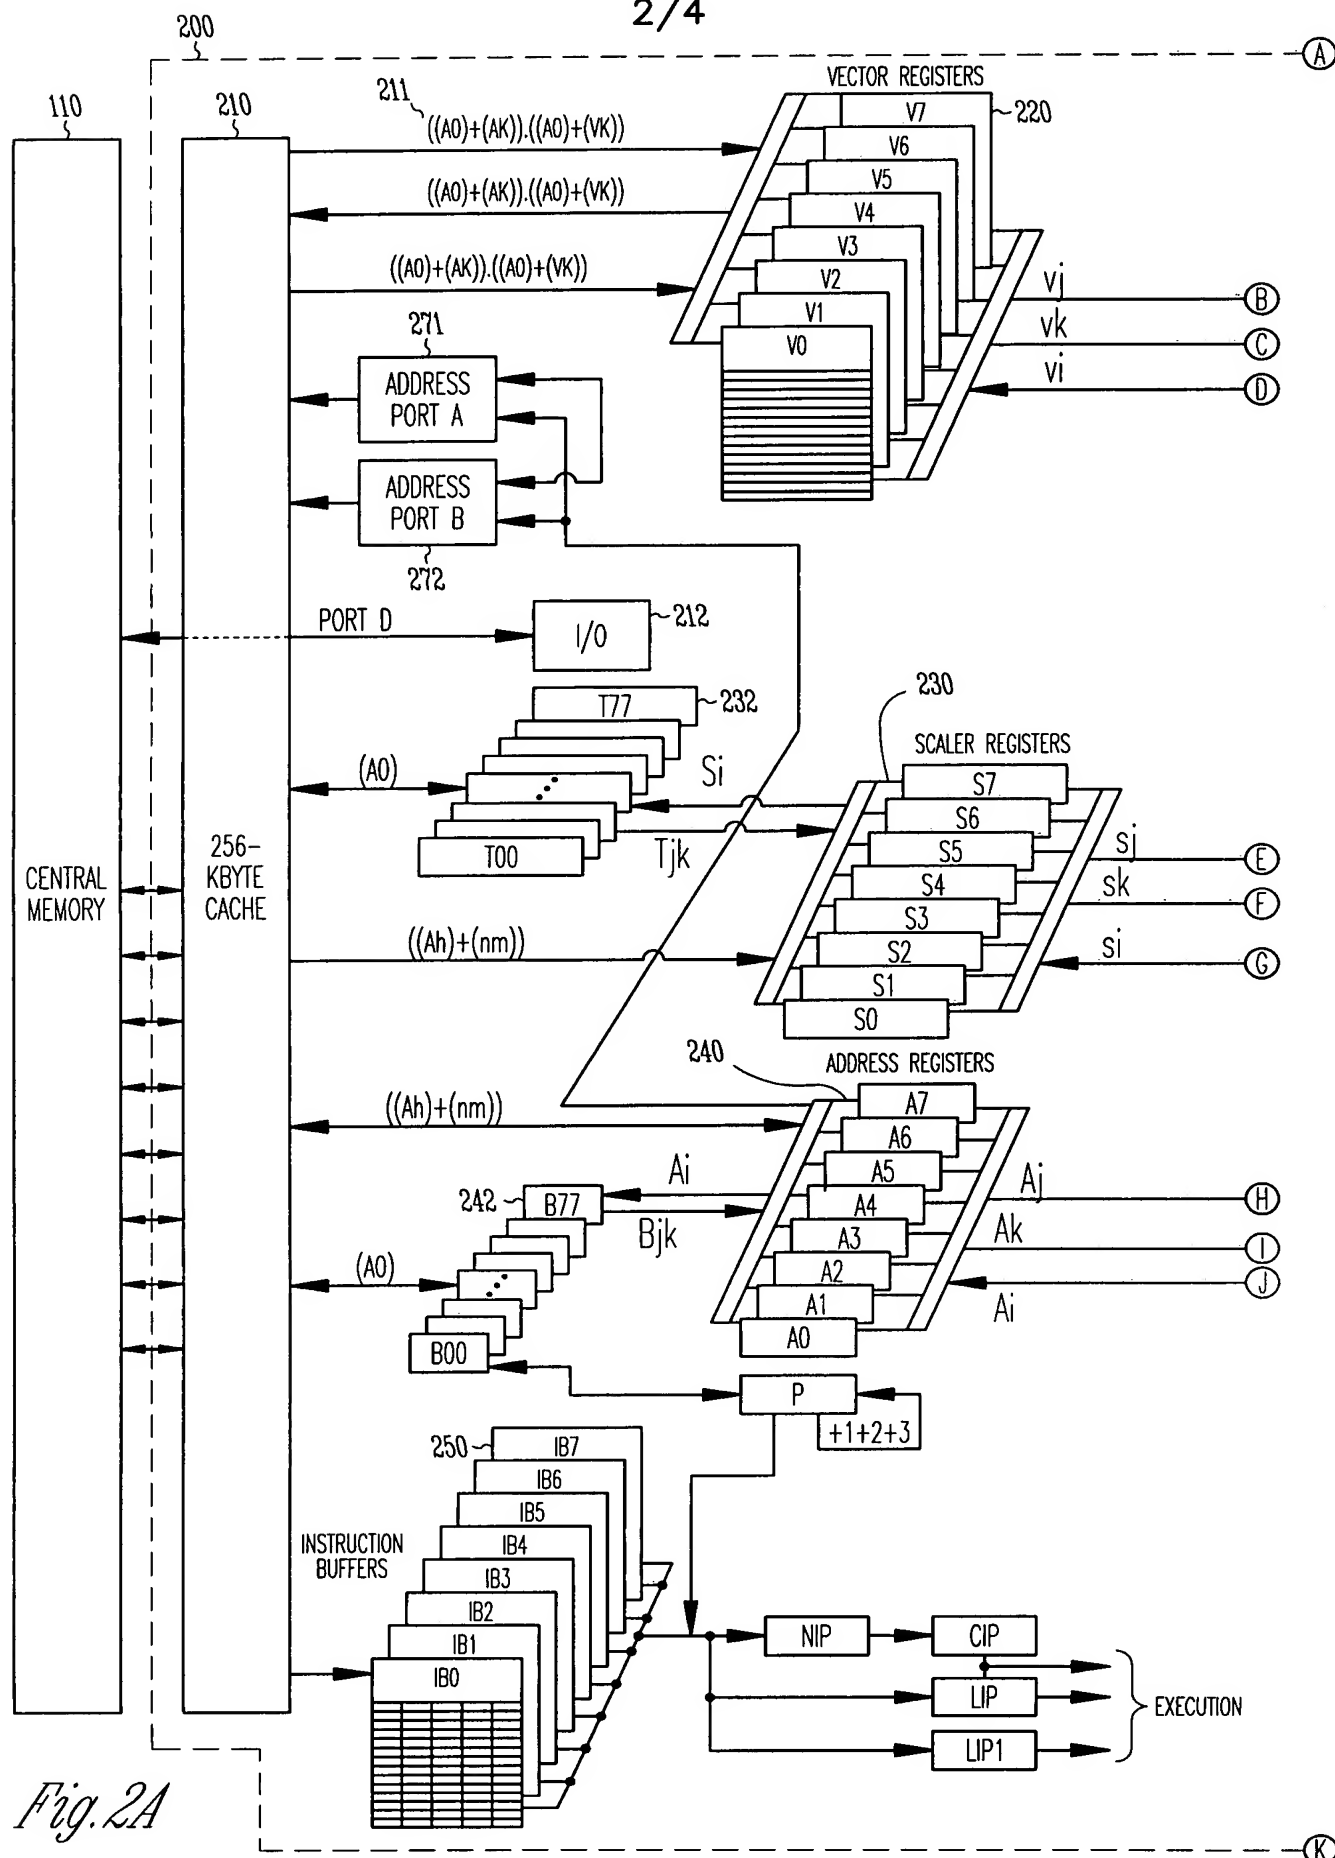 2/4
200
A
VECTOR REGISTERS
110
210
211
((A0)+(AK)).((A0)+(VK))
V7
220
V6
V5
((A0)+(AK)).((A0)+(VK))
V4
V3
((A0)+(AK)).((A0)+(VK))
V2
V1
V0
vj
B
vk
C
vi
D
271
ADDRESS
PORT A
ADDRESS
PORT B
272
PORT D
I/O
212
T77
232
230
SCALER REGISTERS
(A0)
Si
S7
S6
S5
S4
S3
S2
S1
S0
T00
Tjk
sj
E
sk
F
si
G
CENTRAL
MEMORY
256-
KBYTE
CACHE
((Ah)+(nm))
240
ADDRESS REGISTERS
((Ah)+(nm))
A7
A6
A5
A4
A3
A2
A1
A0
Ai
242
B77
Bjk
Aj
H
Ak
I
J
Ai
(A0)
B00
P
+1+2+3
250
IB7
IB6
IB5
IB4
IB3
IB2
IB1
IB0
INSTRUCTION
BUFFERS
NIP
CIP
LIP
LIP1
EXECUTION
Fig.2A
K